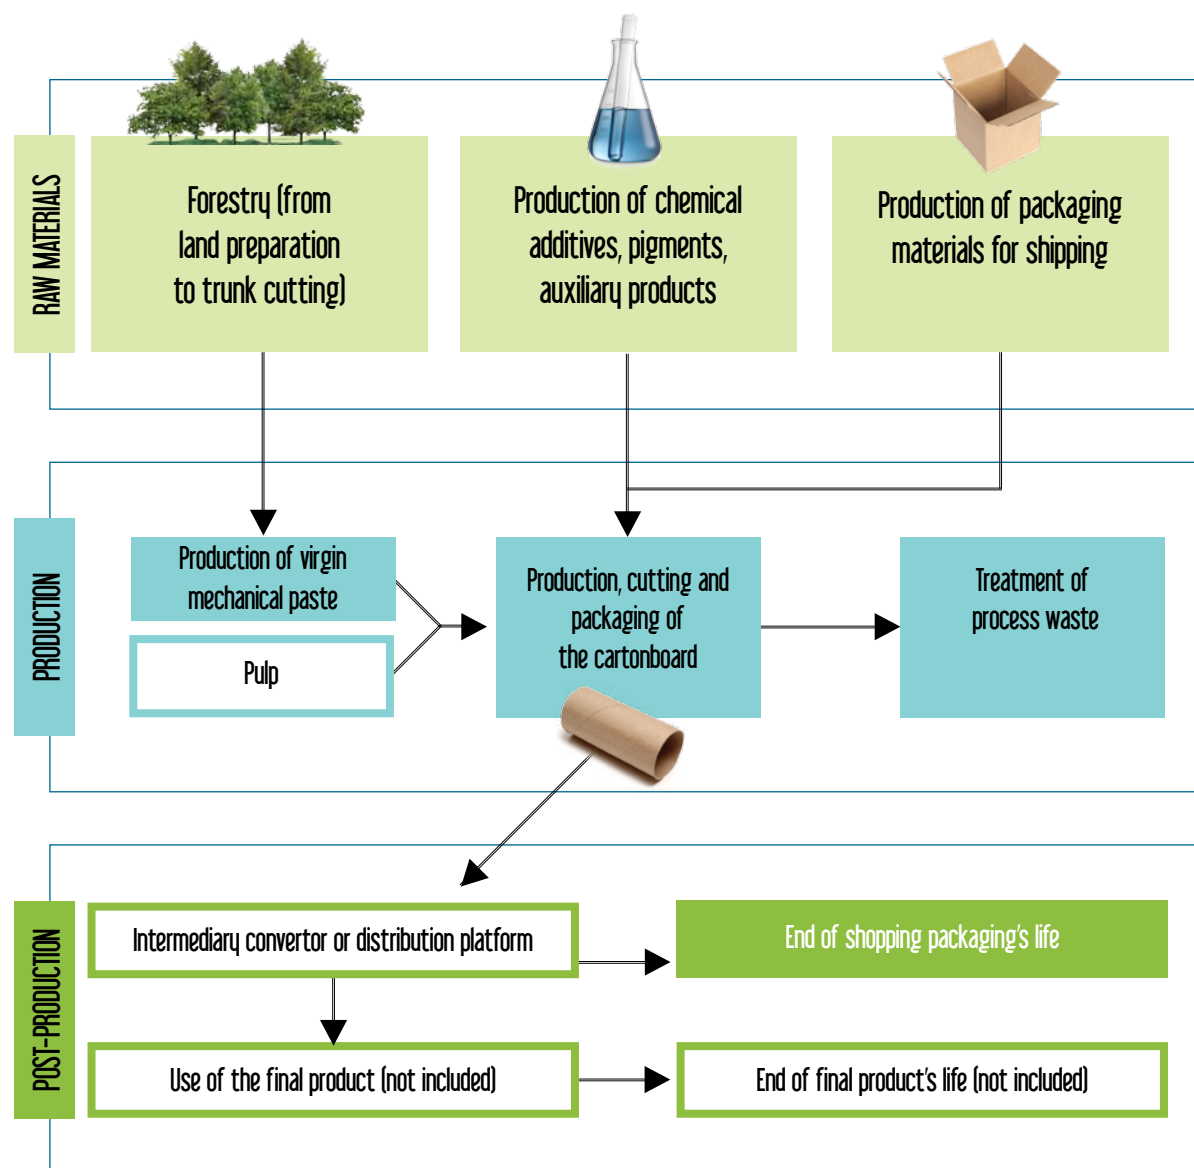 RAW MATERIALS
Forestry (from
land preparation
to trunk cutting)
Production of chemical
additives, pigments,
auxiliary products
Production of packaging
materials for shipping
PRODUCTION
Production of virgin
mechanical paste
Pulp
Production, cutting and
packaging of
the cartonboard
Treatment of
process waste
POST-PRODUCTION
Intermediary convertor or distribution platform
End of shopping packaging's life
Use of the final product (not included)
End of final product's life (not included)